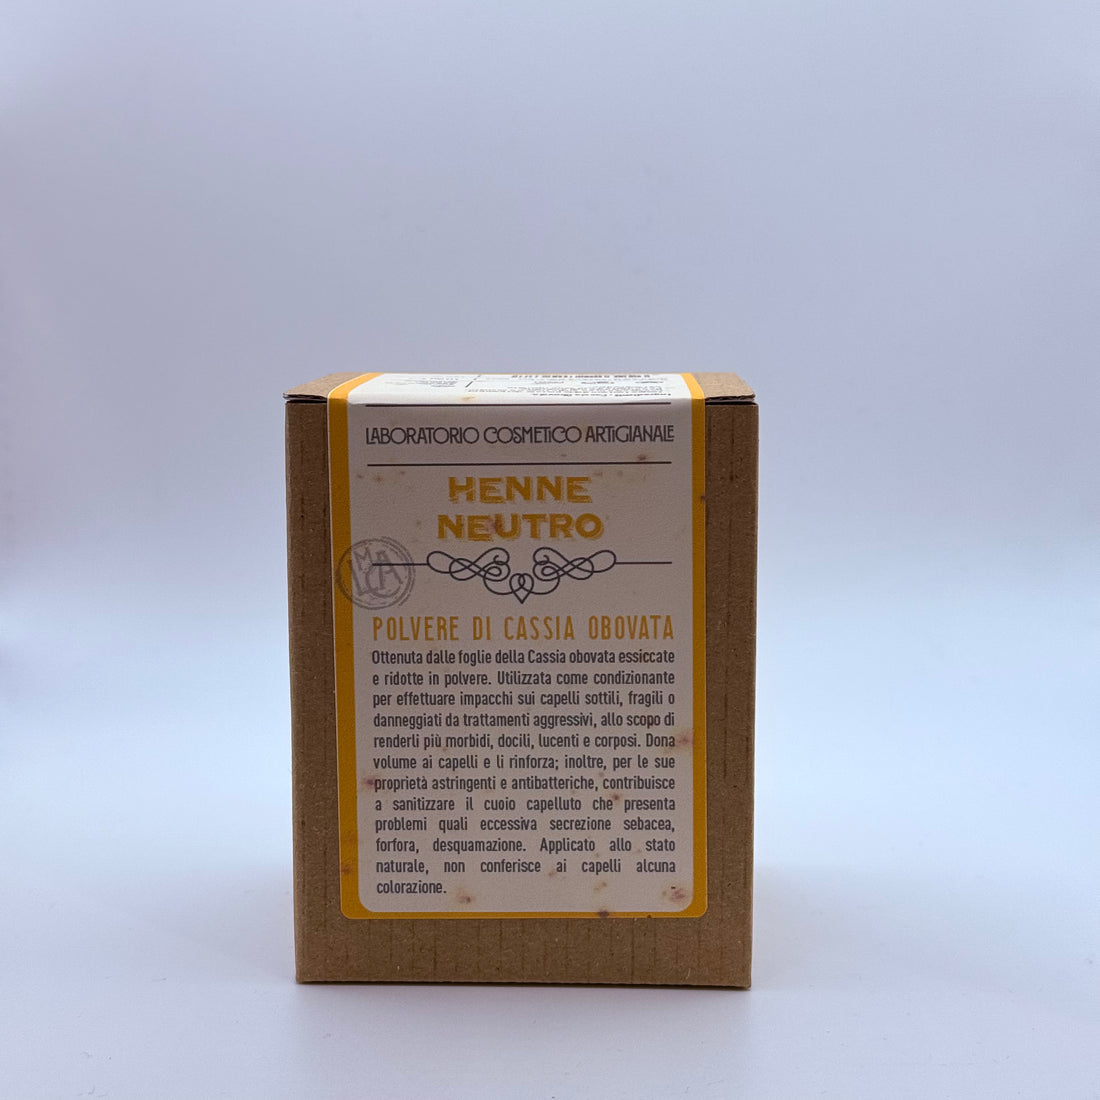 LABORATORIO COSMETICO ARTIGIANALE
HENNE
NEUTRO
LMCA
POLVERE DI CASSIA OBOVATA
Ottenuta dalle foglie della Cassia obovata essiccate
e ridotte in polvere. Utilizzata come condizionante
per effettuare impacchi sui capelli sottili, fragili o
danneggiati da trattamenti aggressivi, allo scopo di
renderli più morbidi, docili, lucenti e corposi. Dona
volume ai capelli e li rinforza; inoltre, per le sue
proprietà astringenti e antibatteriche, contribuisce
a sanitizzare il cuoio capelluto che presenta
problemi quali eccessiva secrezione sebacea,
forfora, desquamazione. Applicato allo stato
naturale, non conferisce ai capelli alcuna
colorazione.